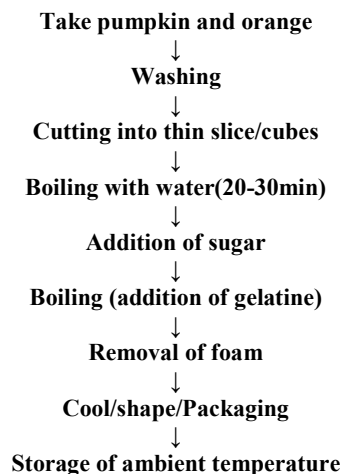 Take pumpkin and orange
↓
Washing
↓
Cutting into thin slice/cubes
↓
Boiling with water(20-30min)
↓
Addition of sugar
↓
Boiling (addition of gelatine)
↓
Removal of foam
↓
Cool/shape/Packaging
↓
Storage of ambient temperature